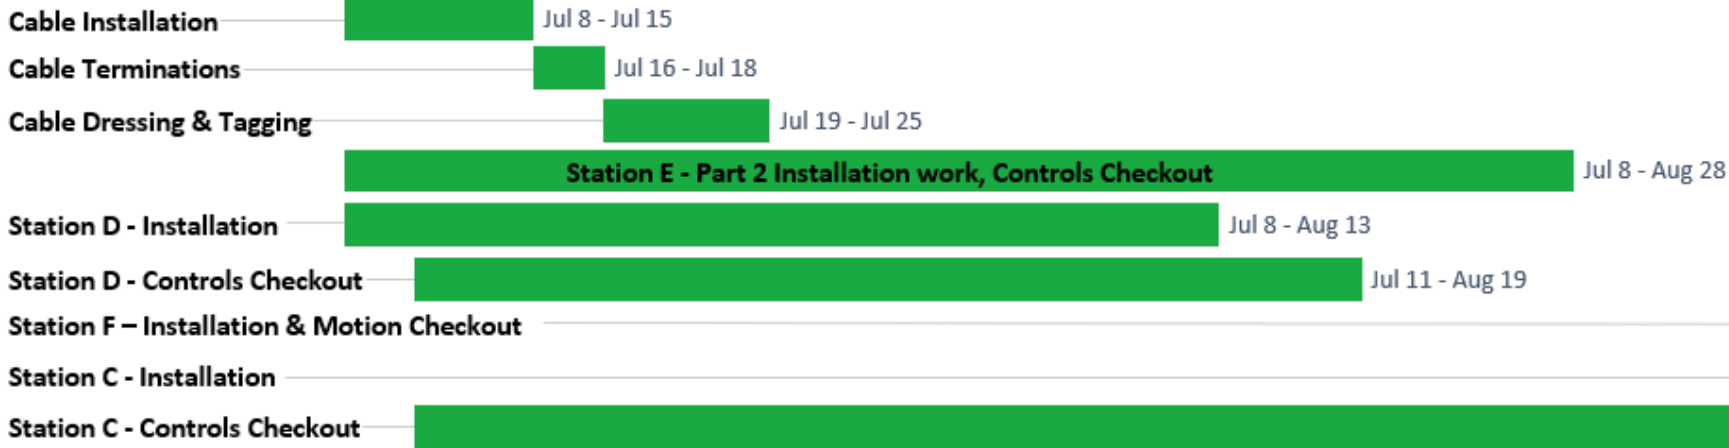 Cable Installation Jul 8 - Jul 15
Cable Terminations Jul 16 - Jul 18
Cable Dressing & Tagging Jul 19 - Jul 25
Station E - Part 2 Installation work, Controls Checkout Jul 8 - Aug 28
Station D - Installation Jul 8 - Aug 13
Station D - Controls Checkout Jul 11 - Aug 19
Station F – Installation & Motion Checkout
Station C - Installation
Station C - Controls Checkout